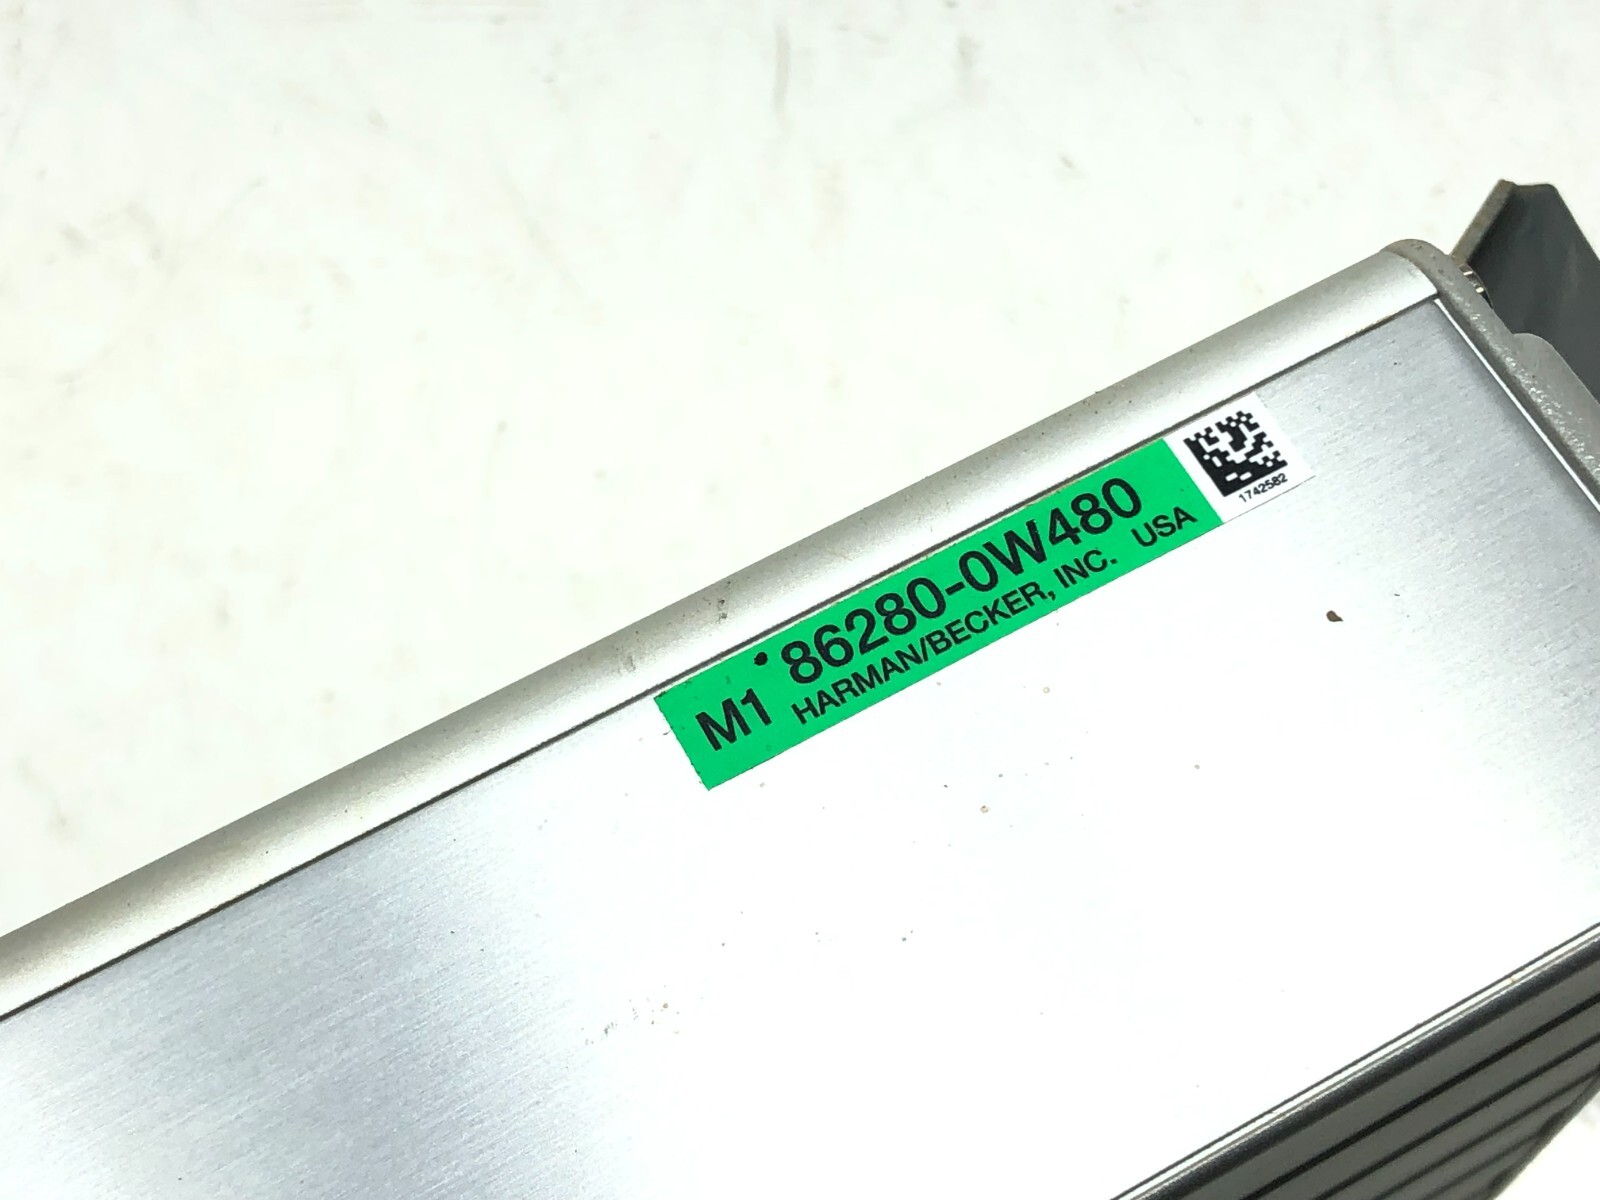 M1 86280-0W480
HARMAN/BECKER, INC. USA
1742582